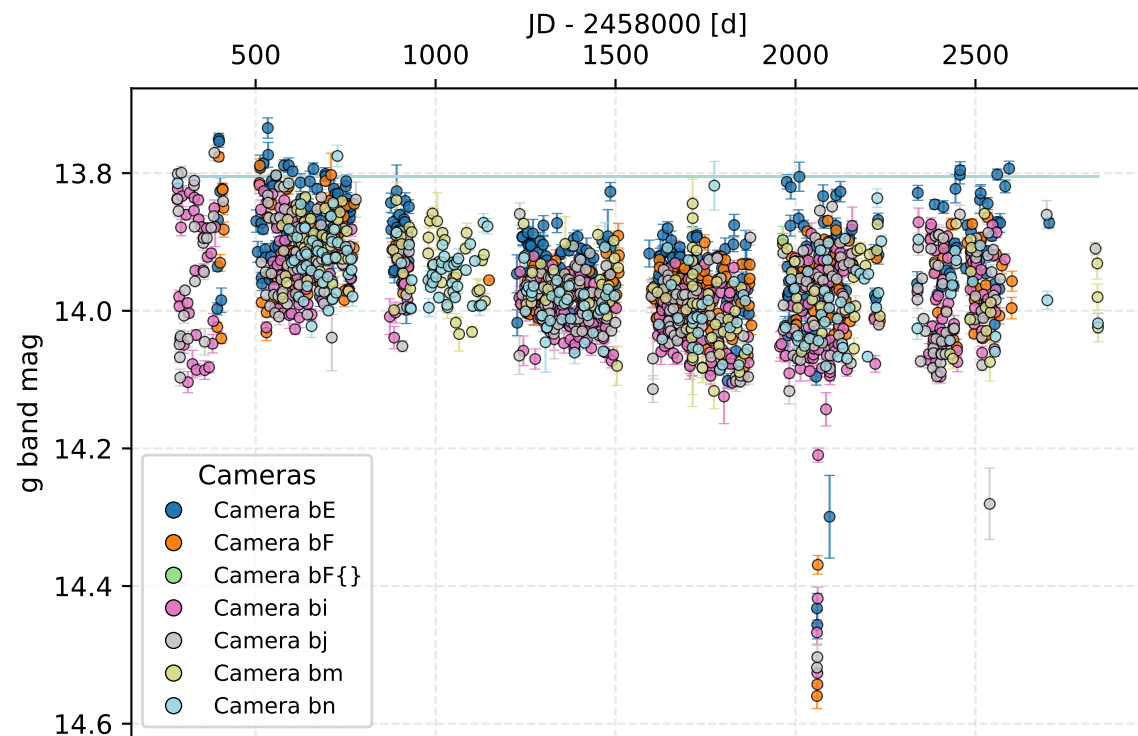 JD - 2458000 [d]
500 1000 1500 2000 2500
g band mag
13.8
14.0
14.2
14.4
14.6
Cameras
Camera bE
Camera bF
Camera bF{}
Camera bi
Camera bj
Camera bm
Camera bn